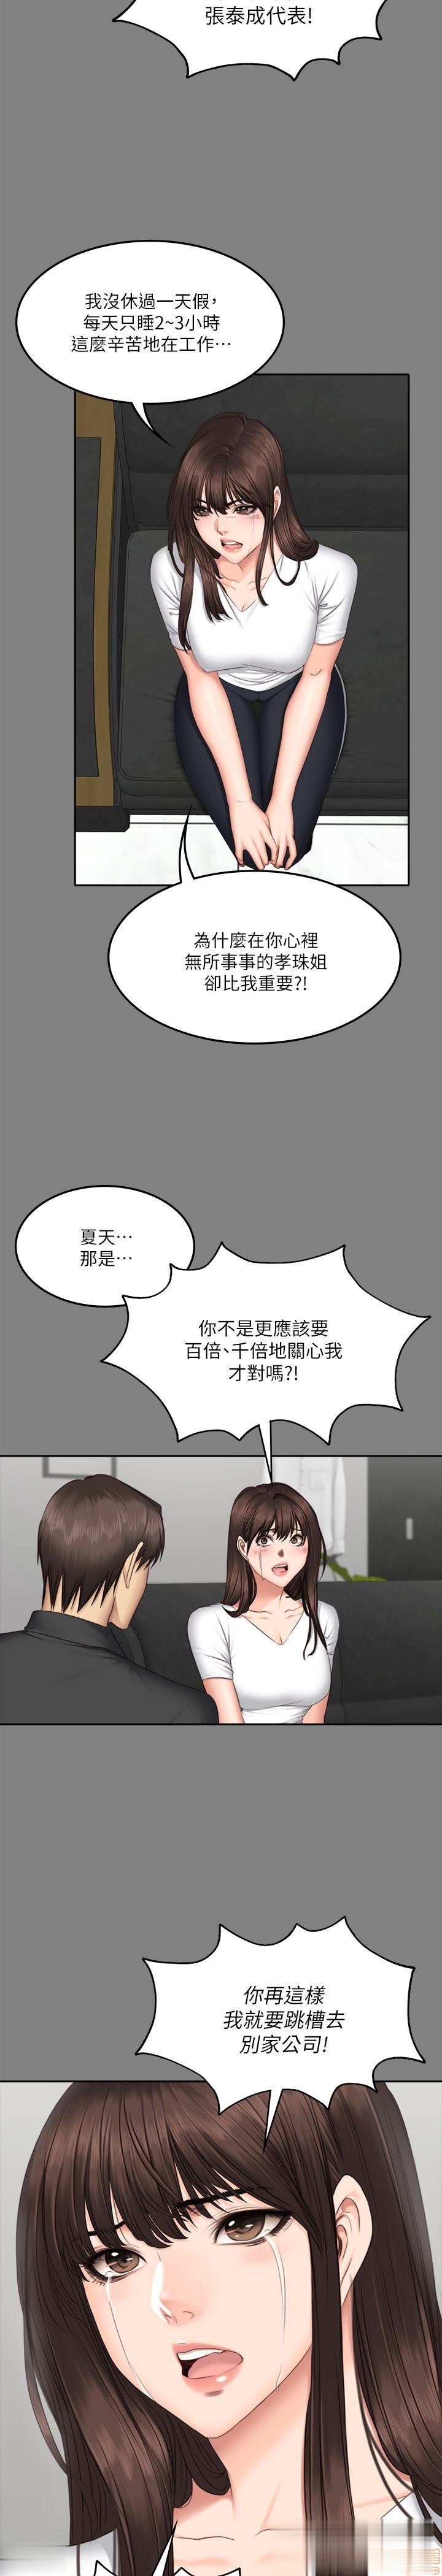 張泰成代表!
我沒休過一天假,
每天只睡2~3小時
這麼辛苦地在工作⋯
為什麼在你心裡
無所事事的孝珠姐
卻比我重要?!
夏天⋯
那是⋯
你不是更應該要
百倍、千倍地關心我
才對嗎?!
你再這樣
我就要跳槽去
別家公司!